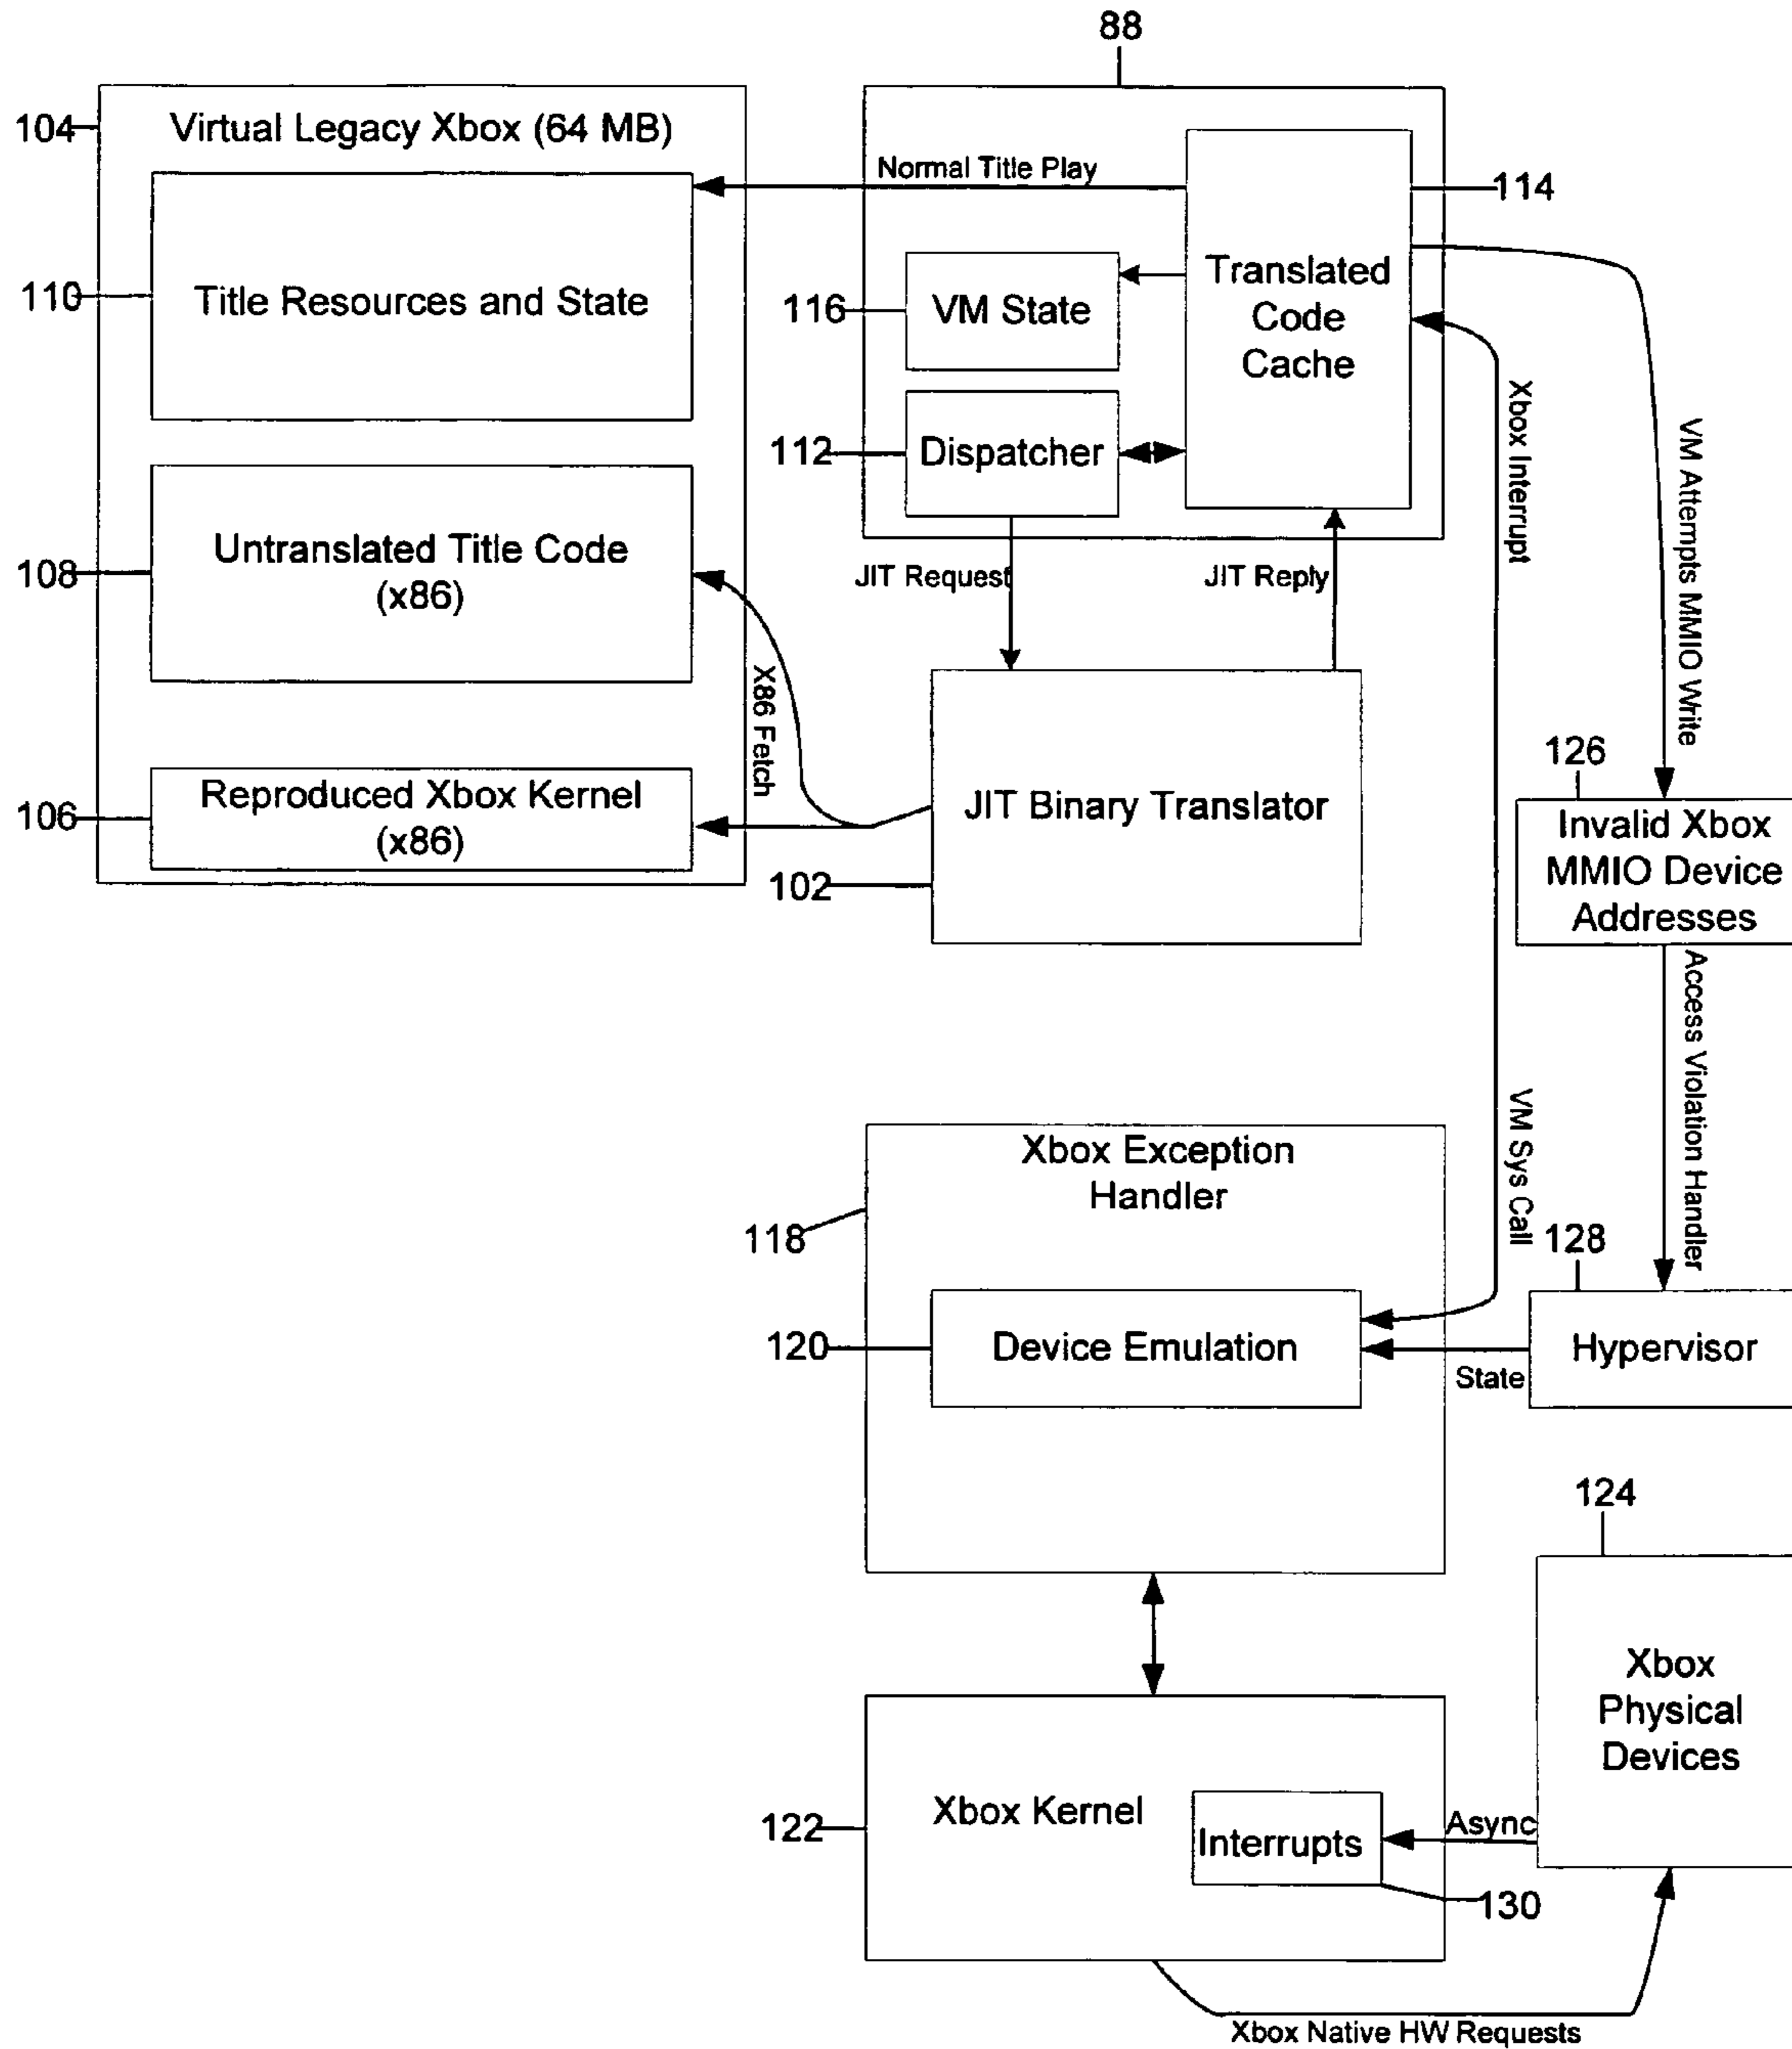 88
104
Virtual Legacy Xbox (64 MB)
Normal Title Play
114
110
Title Resources and State
116
VM State
Translated
Code
Cache
112
Dispatcher
Xbox Interrupt
VM Attempts MMIO Write
108
Untranslated Title Code
(x86)
JIT Request
JIT Reply
X86 Fetch
106
Reproduced Xbox Kernel
(x86)
JIT Binary Translator
102
126
Invalid Xbox
MMIO Device
Addresses
Access Violation Handler
VM Sys Call
Xbox Exception
Handler
118
128
120
Device Emulation
State
Hypervisor
124
Xbox
Physical
Devices
122
Xbox Kernel
Interrupts
Async
130
Xbox Native HW Requests